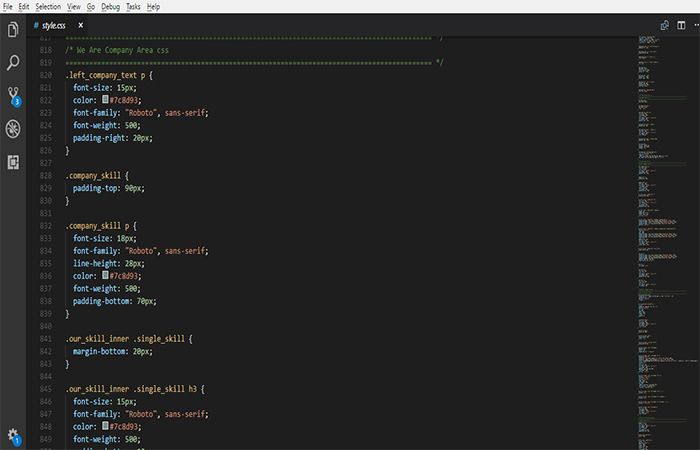 File Edit Selection View Go Debug Tasks Help
# style.css ×
817 ============================================ */
818 /* We Are Company Area css
819 ============================================ */
820 .left_company_text p {
821 font-size: 15px;
822 color: #7c8d93;
823 font-family: "Roboto", sans-serif;
824 font-weight: 500;
825 padding-right: 20px;
826 }
827
828 .company_skill {
829 padding-top: 90px;
830 }
831
832 .company_skill p {
833 font-size: 18px;
834 font-family: "Roboto", sans-serif;
835 line-height: 28px;
836 color: #7c8d93;
837 font-weight: 500;
838 padding-bottom: 70px;
839 }
840
841 .our_skill_inner .single_skill {
842 margin-bottom: 20px;
843 }
844
845 .our_skill_inner .single_skill h3 {
846 font-size: 15px;
847 font-family: "Roboto", sans-serif;
848 color: #7c8d93;
849 font-weight: 500;
3
1